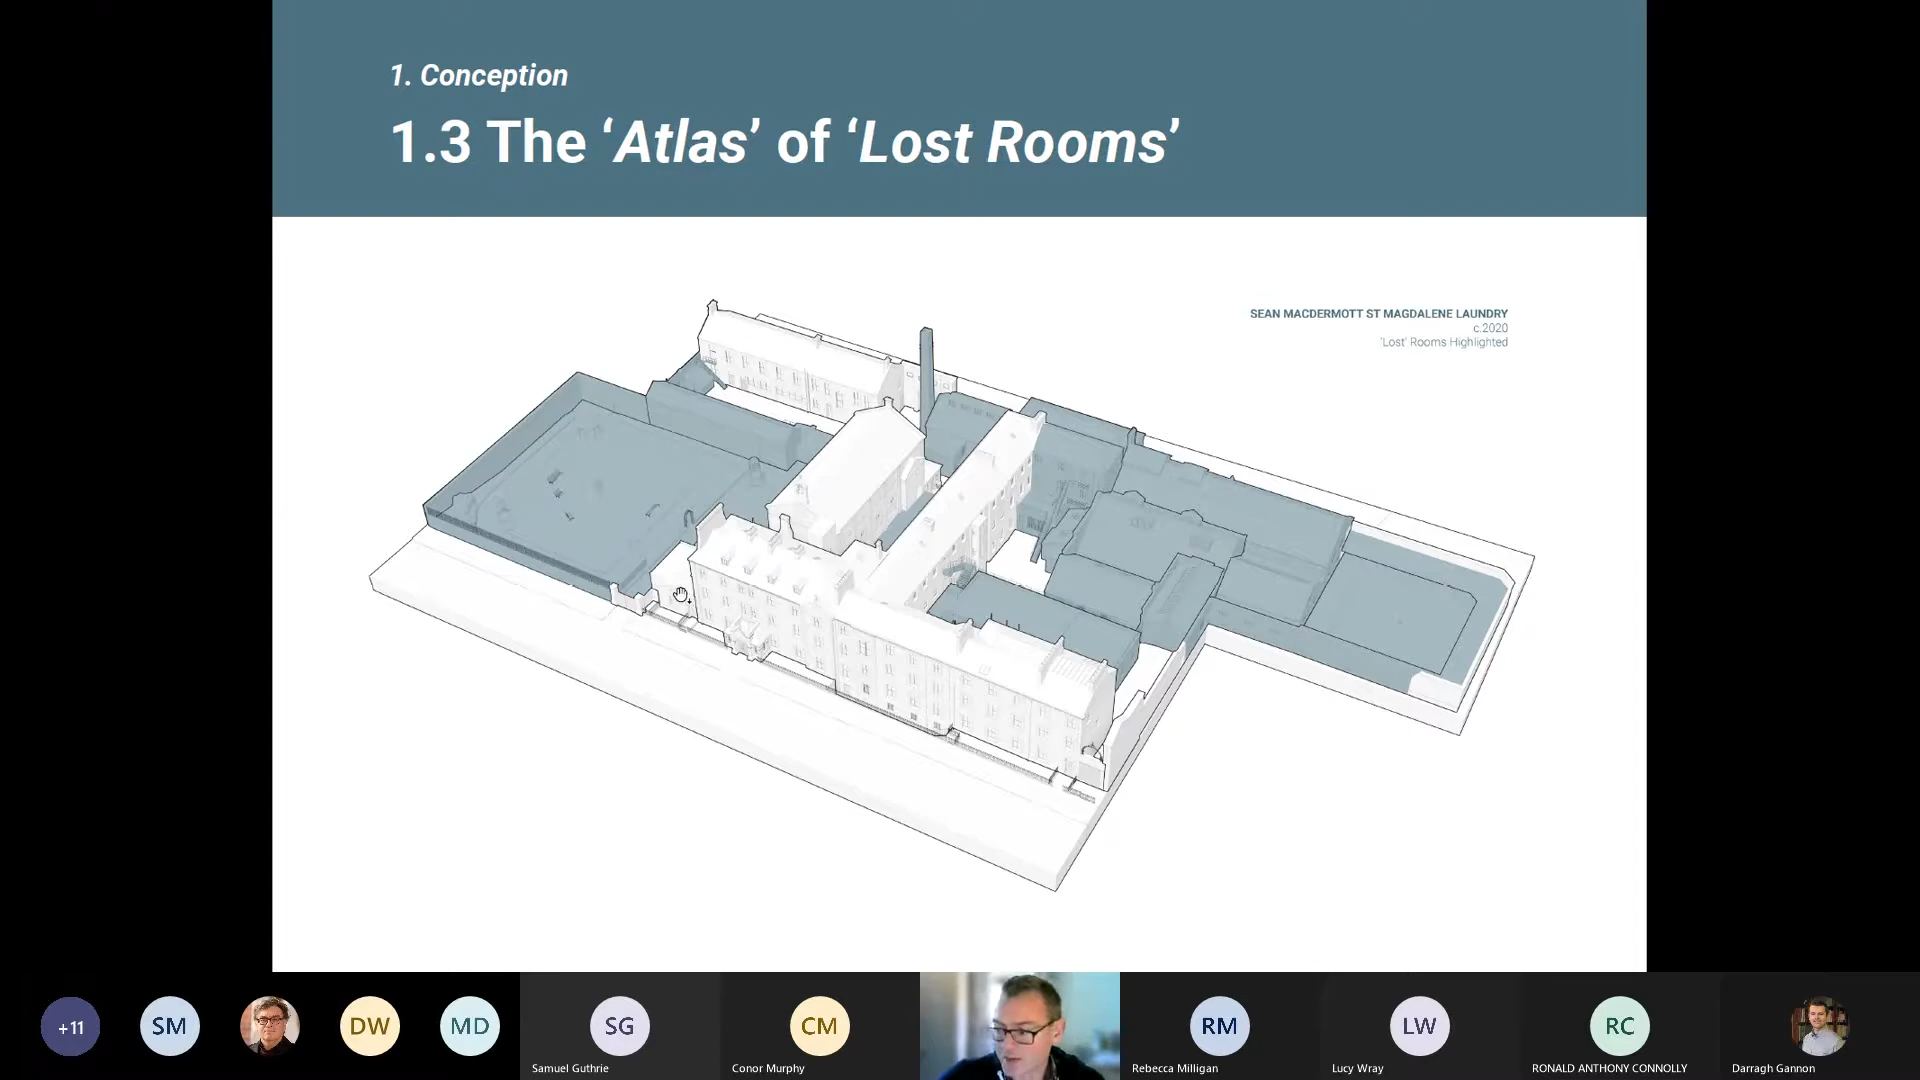 1. Conception
1.3 The ‘Atlas’ of ‘Lost Rooms’
SEAN MACDERMOTT ST MAGDALENE LAUNDRY
c.2020
‘Lost’ Rooms Highlighted
+11
SM
DW
MD
SG
Samuel Guthrie
CM
Conor Murphy
RM
Rebecca Milligan
LW
Lucy Wray
RC
RONALD ANTHONY CONNOLLY
Darragh Gannon